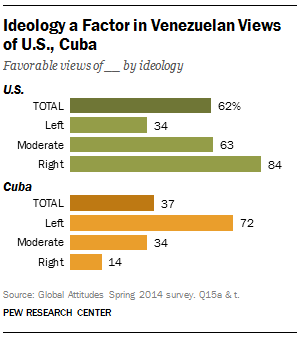 Ideology a Factor in Venezuelan Views
of U.S., Cuba
Favorable views of __ by ideology
U.S.
TOTAL 62%
Left 34
Moderate 63
Right 84
Cuba
TOTAL 37
Left 72
Moderate 34
Right 14
Source: Global Attitudes Spring 2014 survey. Q15a & t.
PEW RESEARCH CENTER